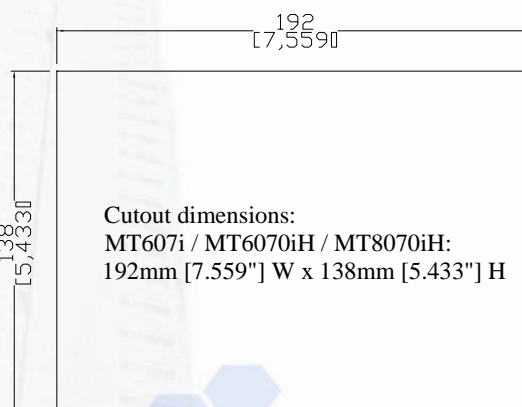 192
[7,559]
138
[5,433]
Cutout dimensions:
MT607i / MT6070iH / MT8070iH:
192mm [7.559"] W x 138mm [5.433"] H